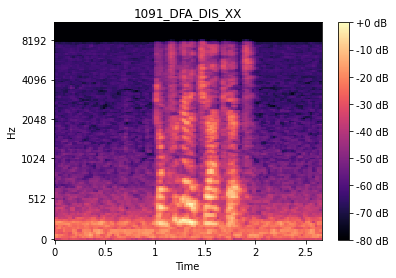 1091_DFA_DIS_XX
+0 dB
8192
-10 dB
4096
-20 dB
-30 dB
2048
Hz
-40 dB
1024
-50 dB
512
-60 dB
-70 dB
0
-80 dB
0 0.5 1 1.5 2 2.5
Time